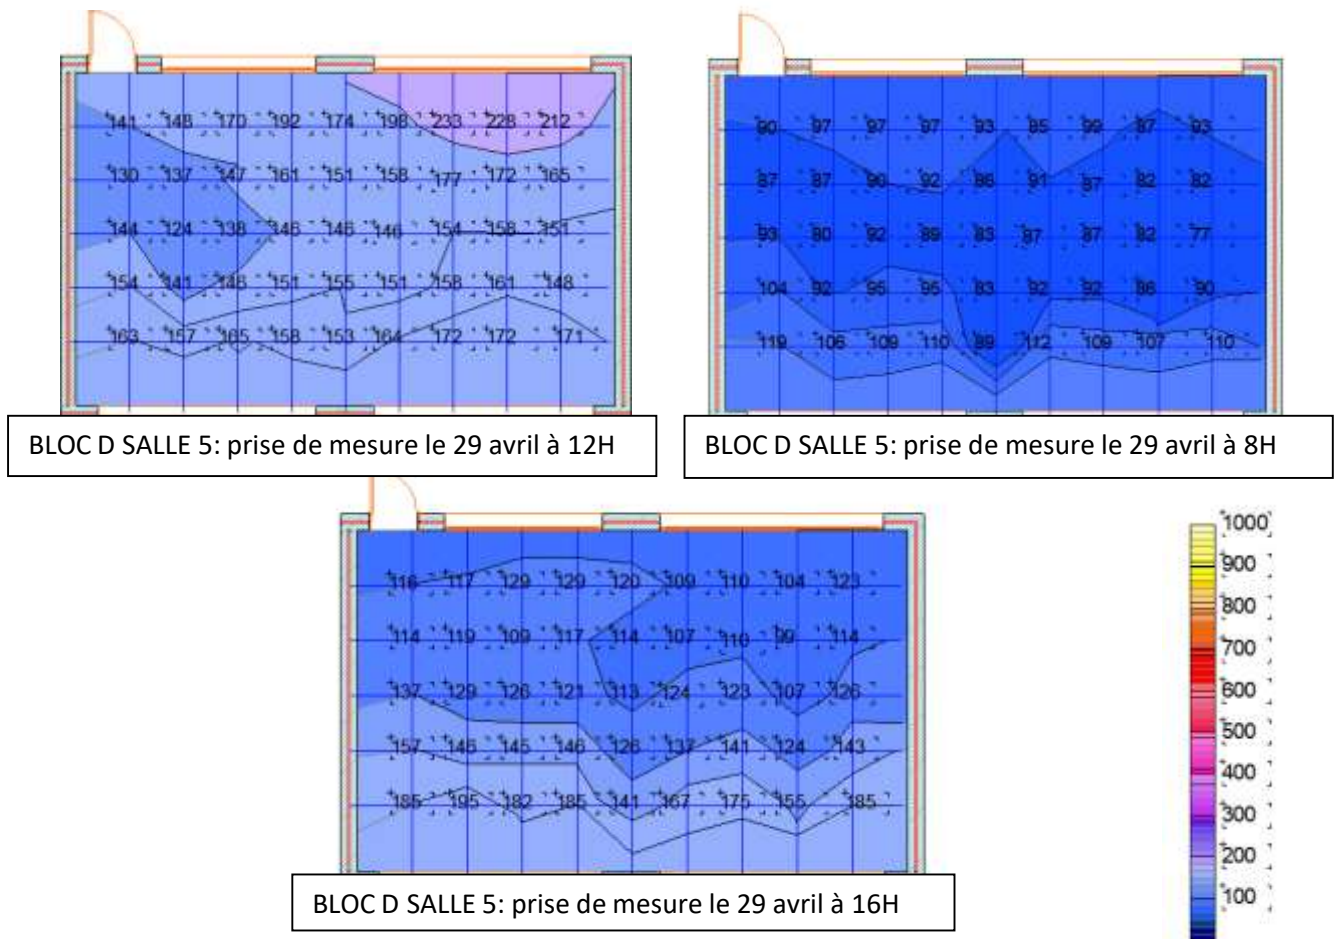 141 148 170 192 174 198 233 228 212
130 137 147 161 151 158 177 172 165
144 124 138 146 146 146 154 158 151
154 141 146 151 155 151 158 161 148
163 157 165 158 153 164 172 172 171
BLOC D SALLE 5: prise de mesure le 29 avril à 12H
90 97 97 97 93 85 99 87 93
87 87 90 92 86 91 87 82 82
93 80 92 89 83 87 87 82 77
104 92 95 95 83 92 92 86 90
119 106 109 110 89 112 109 107 110
BLOC D SALLE 5: prise de mesure le 29 avril à 8H
116 117 129 129 120 109 110 104 123
114 119 109 117 114 107 110 99 114
137 129 126 121 113 124 123 107 126
157 146 145 146 126 137 141 124 143
185 195 182 185 141 167 175 155 185
BLOC D SALLE 5: prise de mesure le 29 avril à 16H
1000
900
800
700
600
500
400
300
200
100